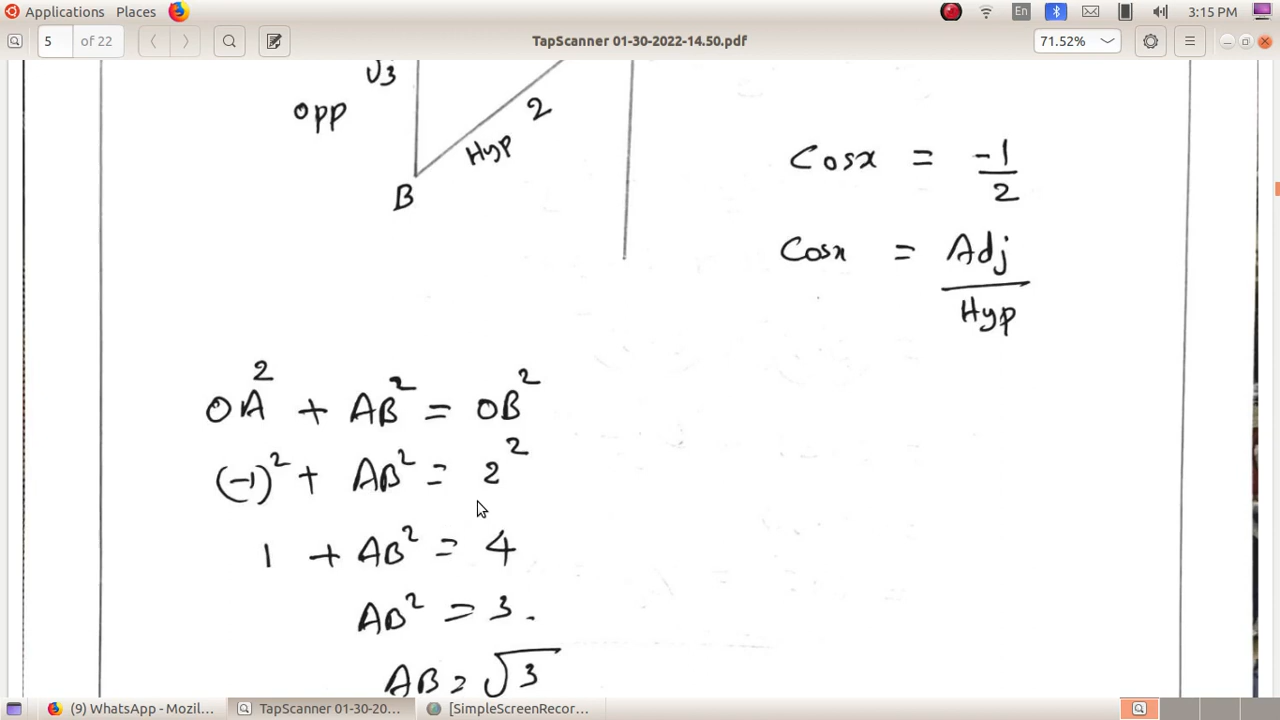 Applications Places En 3:15 PM
5 of 22 TapScanner 01-30-2022-14.50.pdf 71.52%
√3
opp
2
Hyp
B
Cosx = -1/2
Cosx = Adj/Hyp
OA² + AB² = OB²
(-1)² + AB² = 2²
1 + AB² = 4
AB² = 3.
AB = √3
(9) WhatsApp - Mozil... TapScanner 01-30-20... [SimpleScreenRecor...